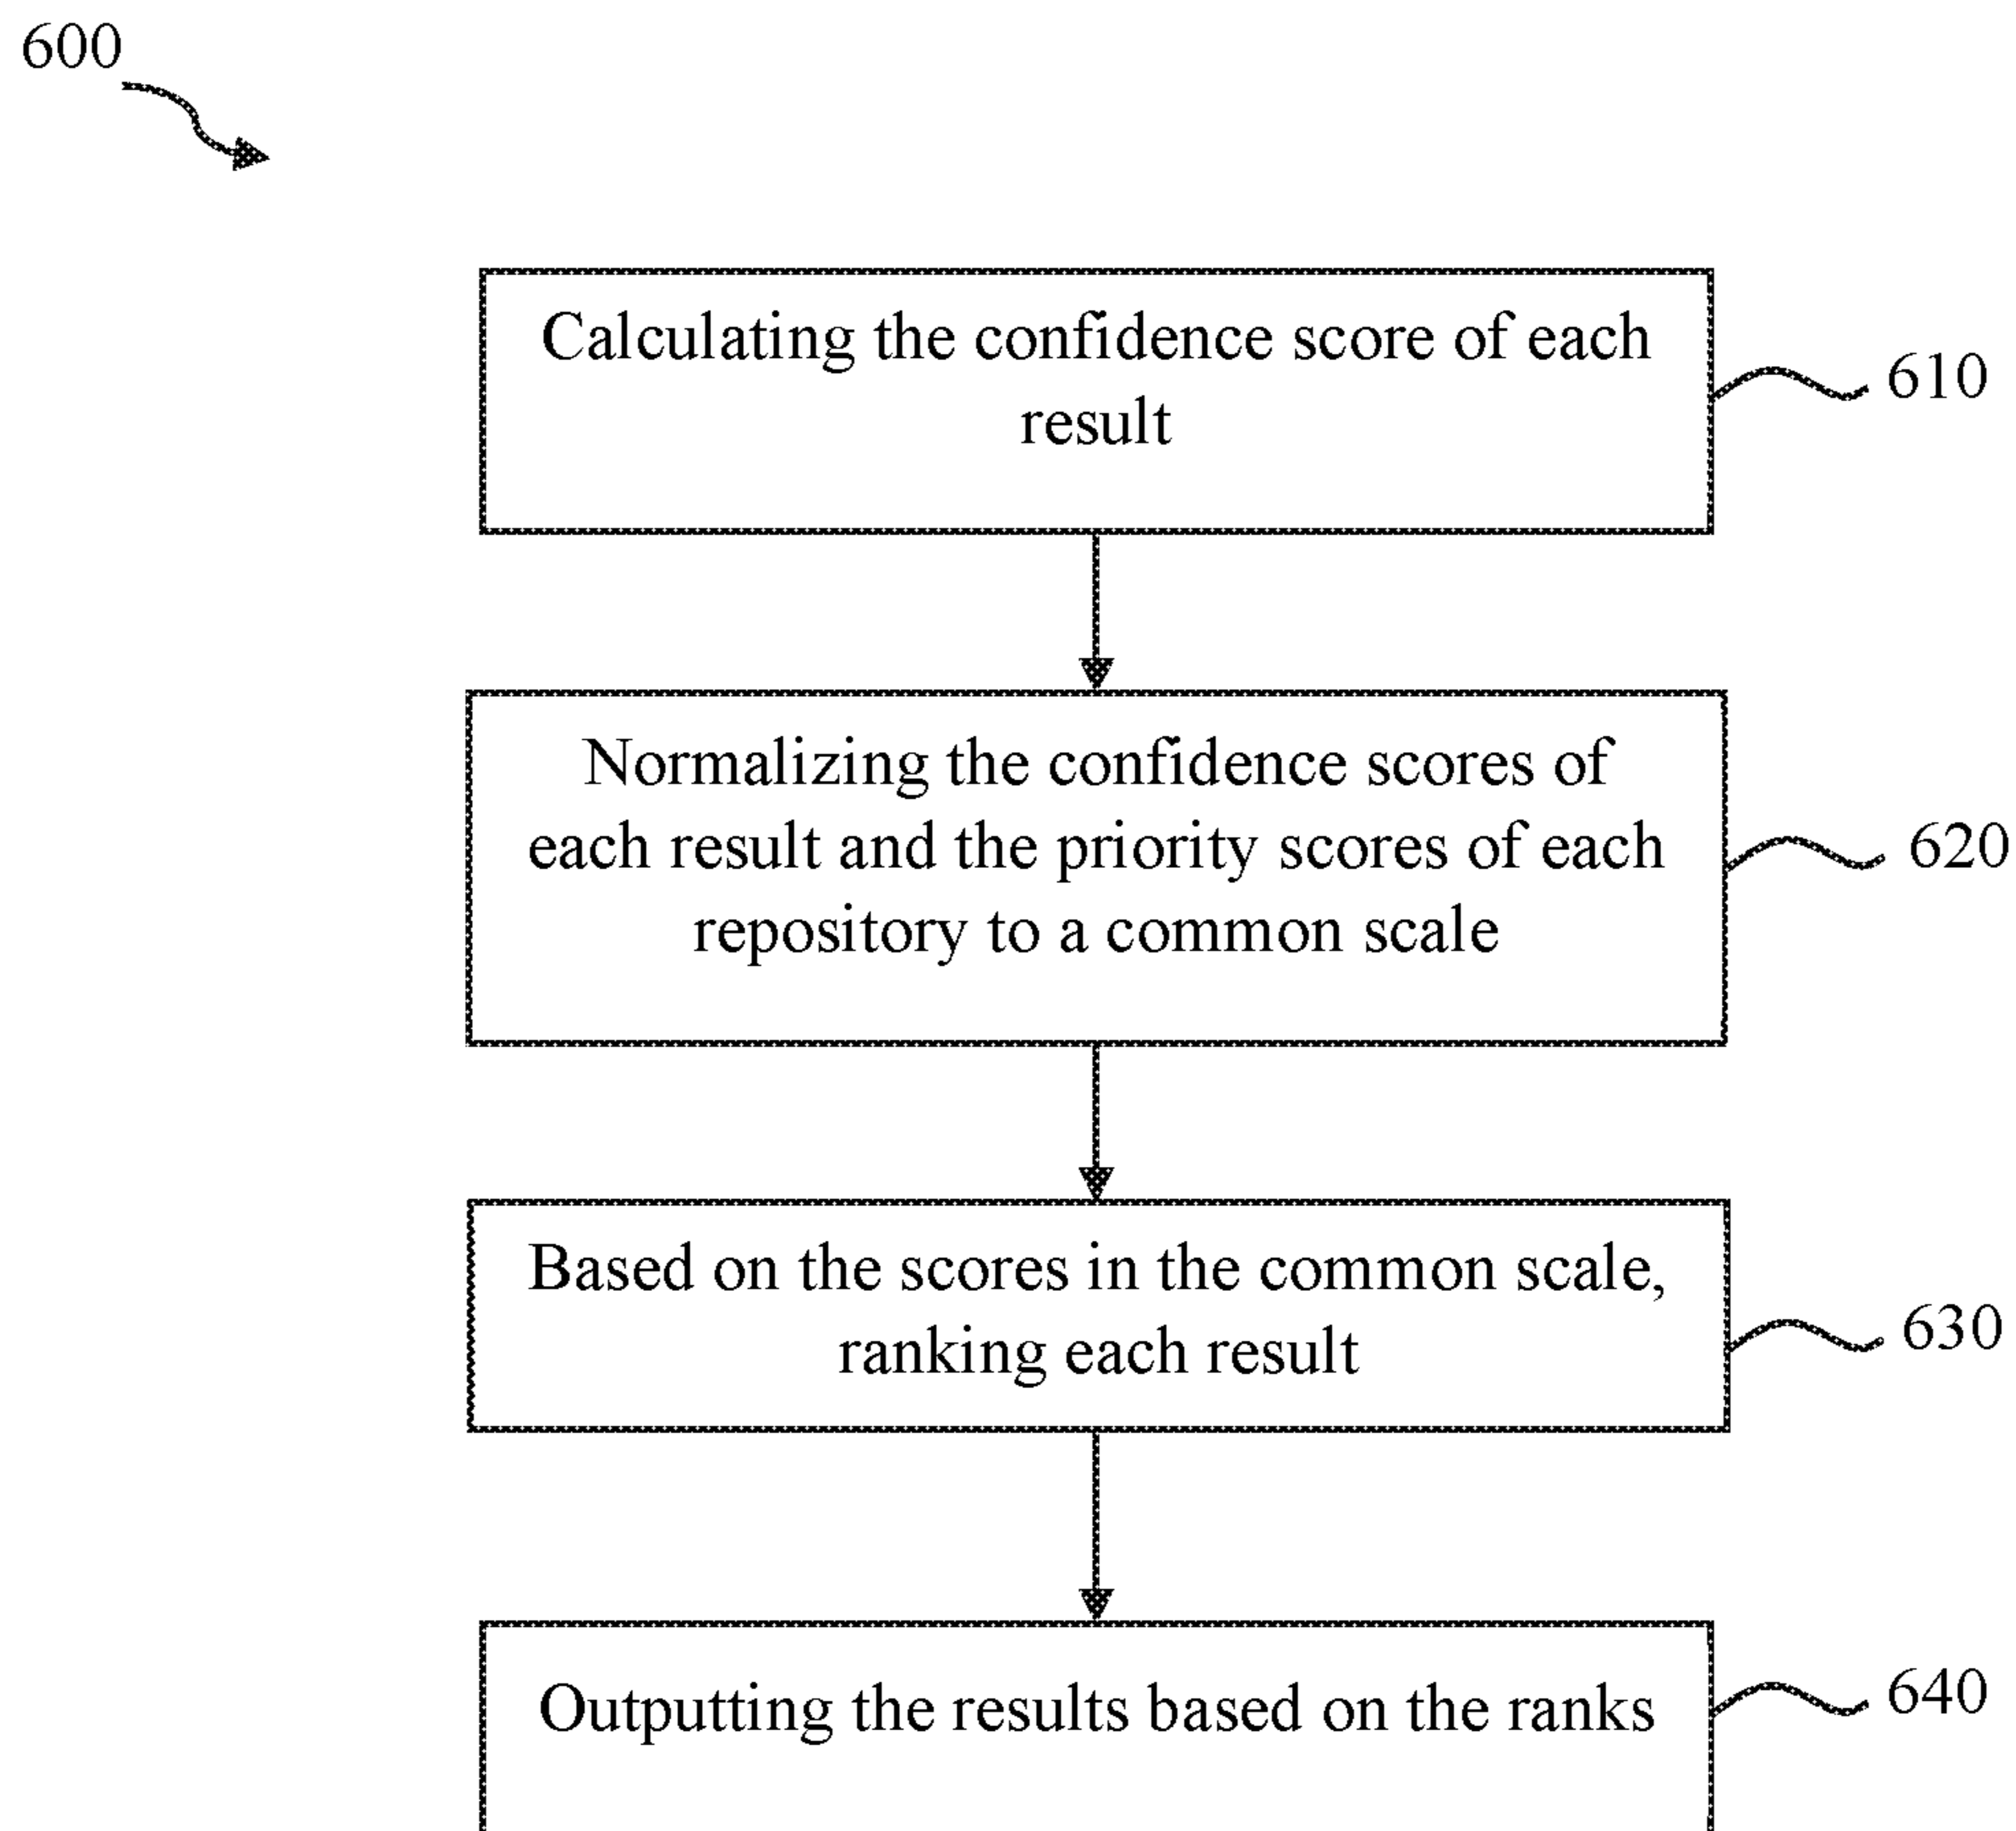 600
Calculating the confidence score of each
result
610
Normalizing the confidence scores of
each result and the priority scores of each
repository to a common scale
620
Based on the scores in the common scale,
ranking each result
630
Outputting the results based on the ranks
640